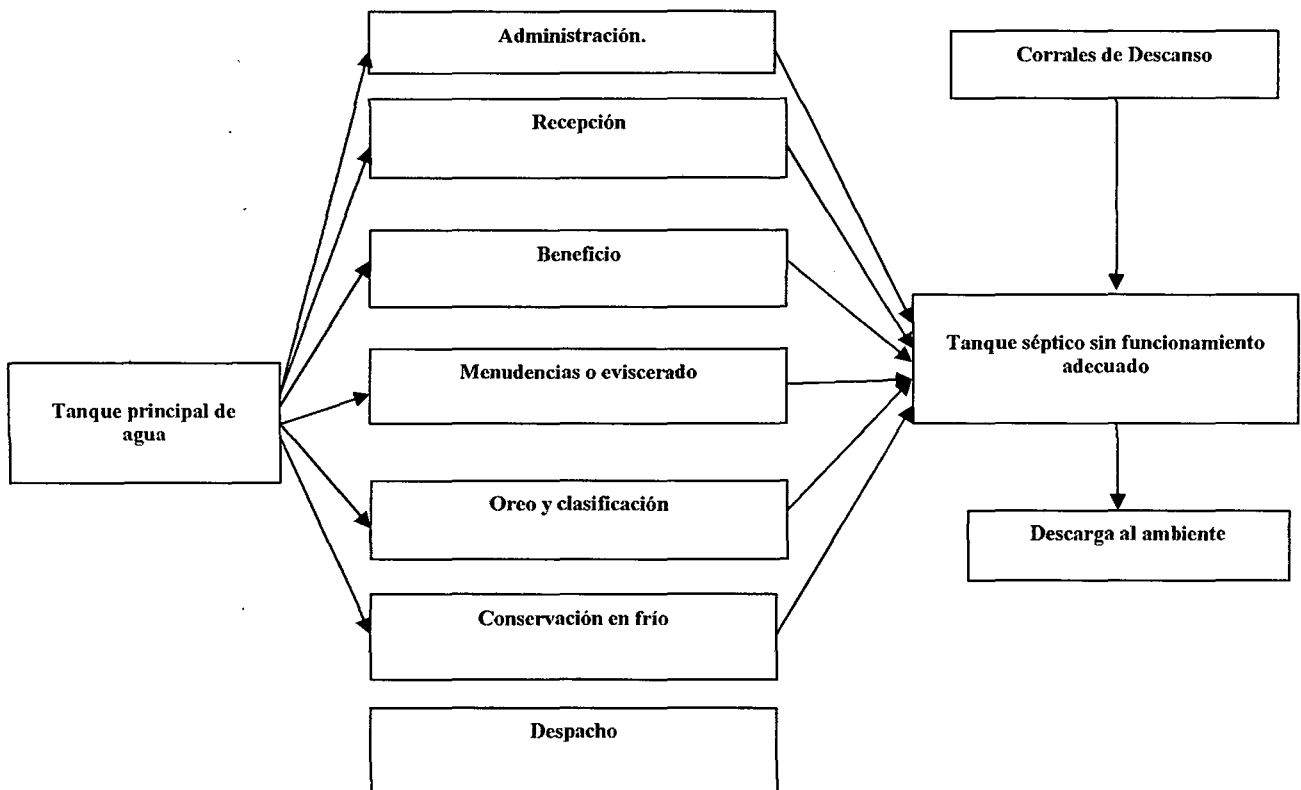 Administración.
Recepción
Beneficio
Menudencias o eviscerado
Oreo y clasificación
Conservación en frío
Despacho
Tanque principal de
agua
Corrales de Descanso
Tanque séptico sin funcionamiento
adecuado
Descarga al ambiente